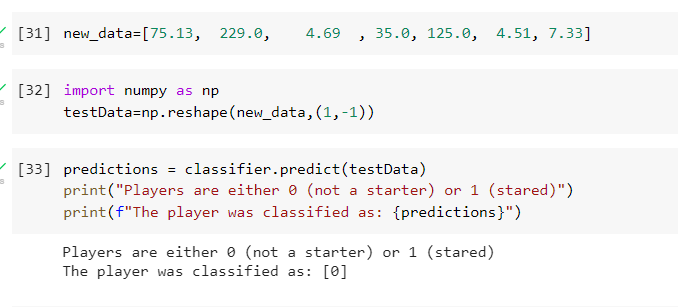 [31] new_data=[75.13, 229.0, 4.69 , 35.0, 125.0, 4.51, 7.33]
[32] import numpy as np
testData=np.reshape(new_data,(1,-1))
[33] predictions = classifier.predict(testData)
print("Players are either 0 (not a starter) or 1 (stared)")
print(f"The player was classified as: {predictions}")
Players are either 0 (not a starter) or 1 (stared)
The player was classified as: [0]